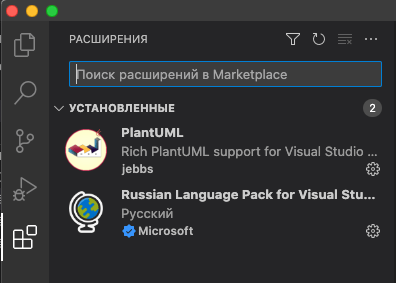 РАСШИРЕНИЯ
Поиск расширений в Marketplace
УСТАНОВЛЕННЫЕ 2
PlantUML
Rich PlantUML support for Visual Studio ...
jebbs
Russian Language Pack for Visual Stu...
Русский
Microsoft